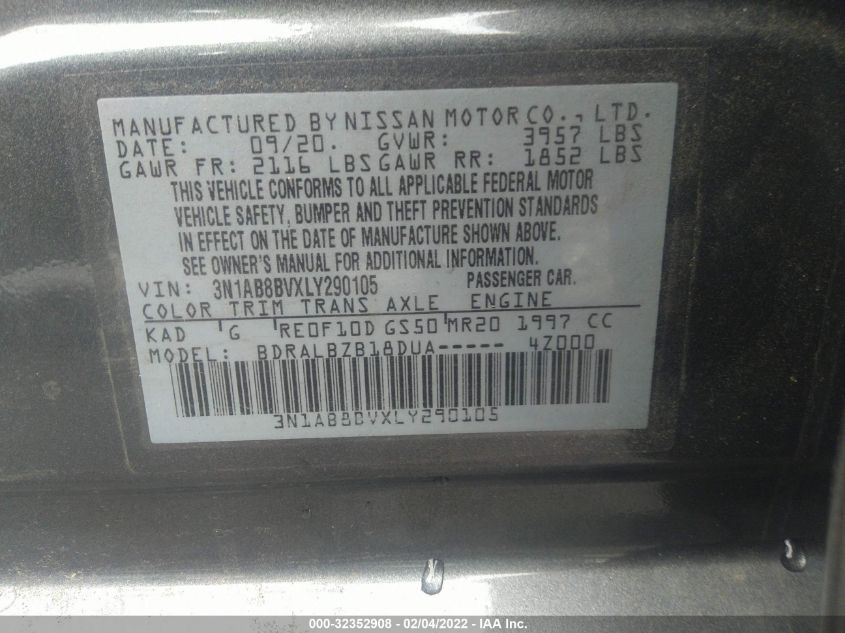 MANUFACTURED BY NISSAN MOTOR CO., LTD.
DATE: 09/20. GVWR: 3957 LBS
GAWR FR: 2116 LBS GAWR RR: 1852 LBS
THIS VEHICLE CONFORMS TO ALL APPLICABLE FEDERAL MOTOR
VEHICLE SAFETY, BUMPER AND THEFT PREVENTION STANDARDS
IN EFFECT ON THE DATE OF MANUFACTURE SHOWN ABOVE.
SEE OWNER'S MANUAL FOR ADDITIONAL INFORMATION.
VIN: 3N1AB8BVXLY290105 PASSENGER CAR.
COLOR TRIM TRANS AXLE ENGINE
KAD G RE0F10D GS50 MR20 1997 CC
MODEL: BDRALBZB18DUA----- 4Z000
3N1AB8BVXLY290105
000-32352908 - 02/04/2022 - IAA Inc.